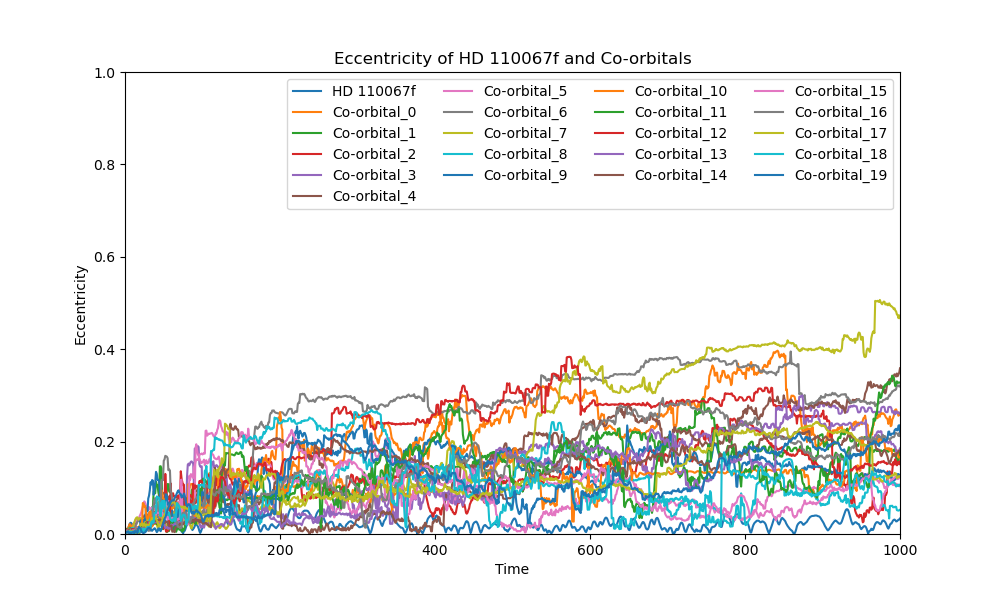 Eccentricity of HD 110067f and Co-orbitals
HD 110067f
Co-orbital_0
Co-orbital_1
Co-orbital_2
Co-orbital_3
Co-orbital_4
Co-orbital_5
Co-orbital_6
Co-orbital_7
Co-orbital_8
Co-orbital_9
Co-orbital_10
Co-orbital_11
Co-orbital_12
Co-orbital_13
Co-orbital_14
Co-orbital_15
Co-orbital_16
Co-orbital_17
Co-orbital_18
Co-orbital_19
Eccentricity
1.0
0.8
0.6
0.4
0.2
0.0
0
200
400
600
800
1000
Time